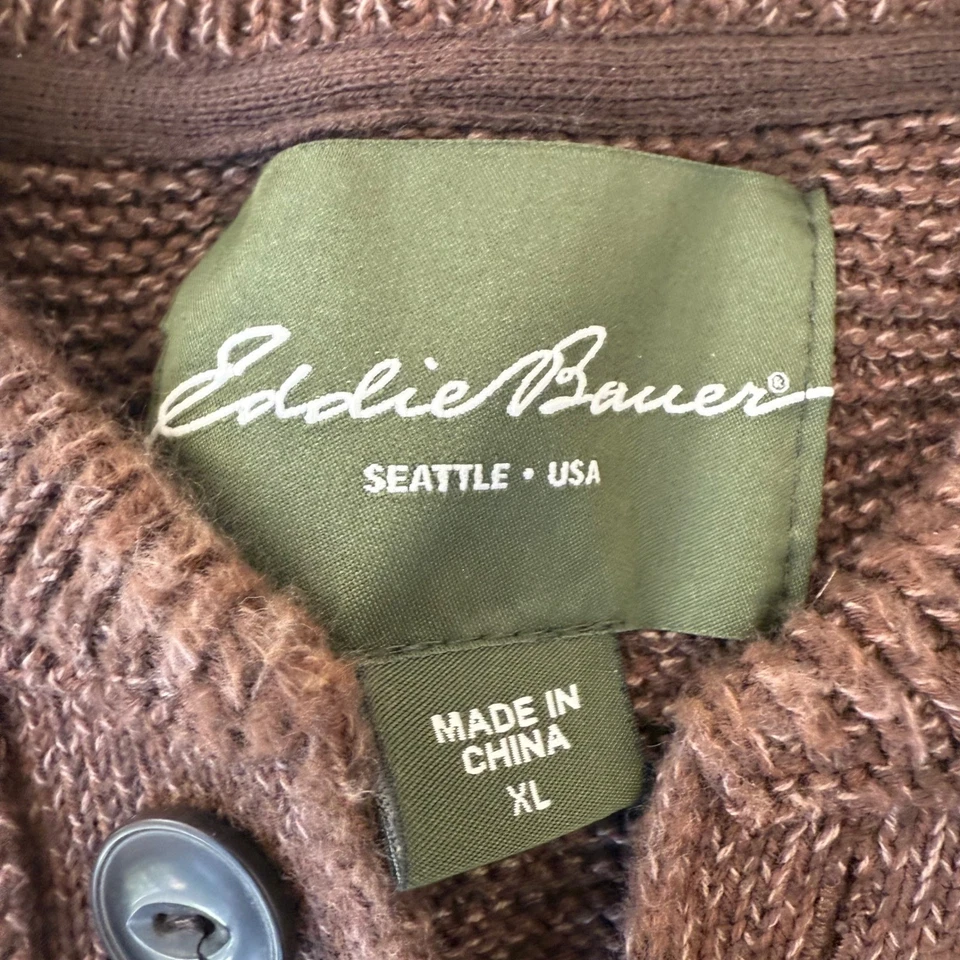 Eddie Bauer®
SEATTLE • USA
MADE IN
CHINA
XL